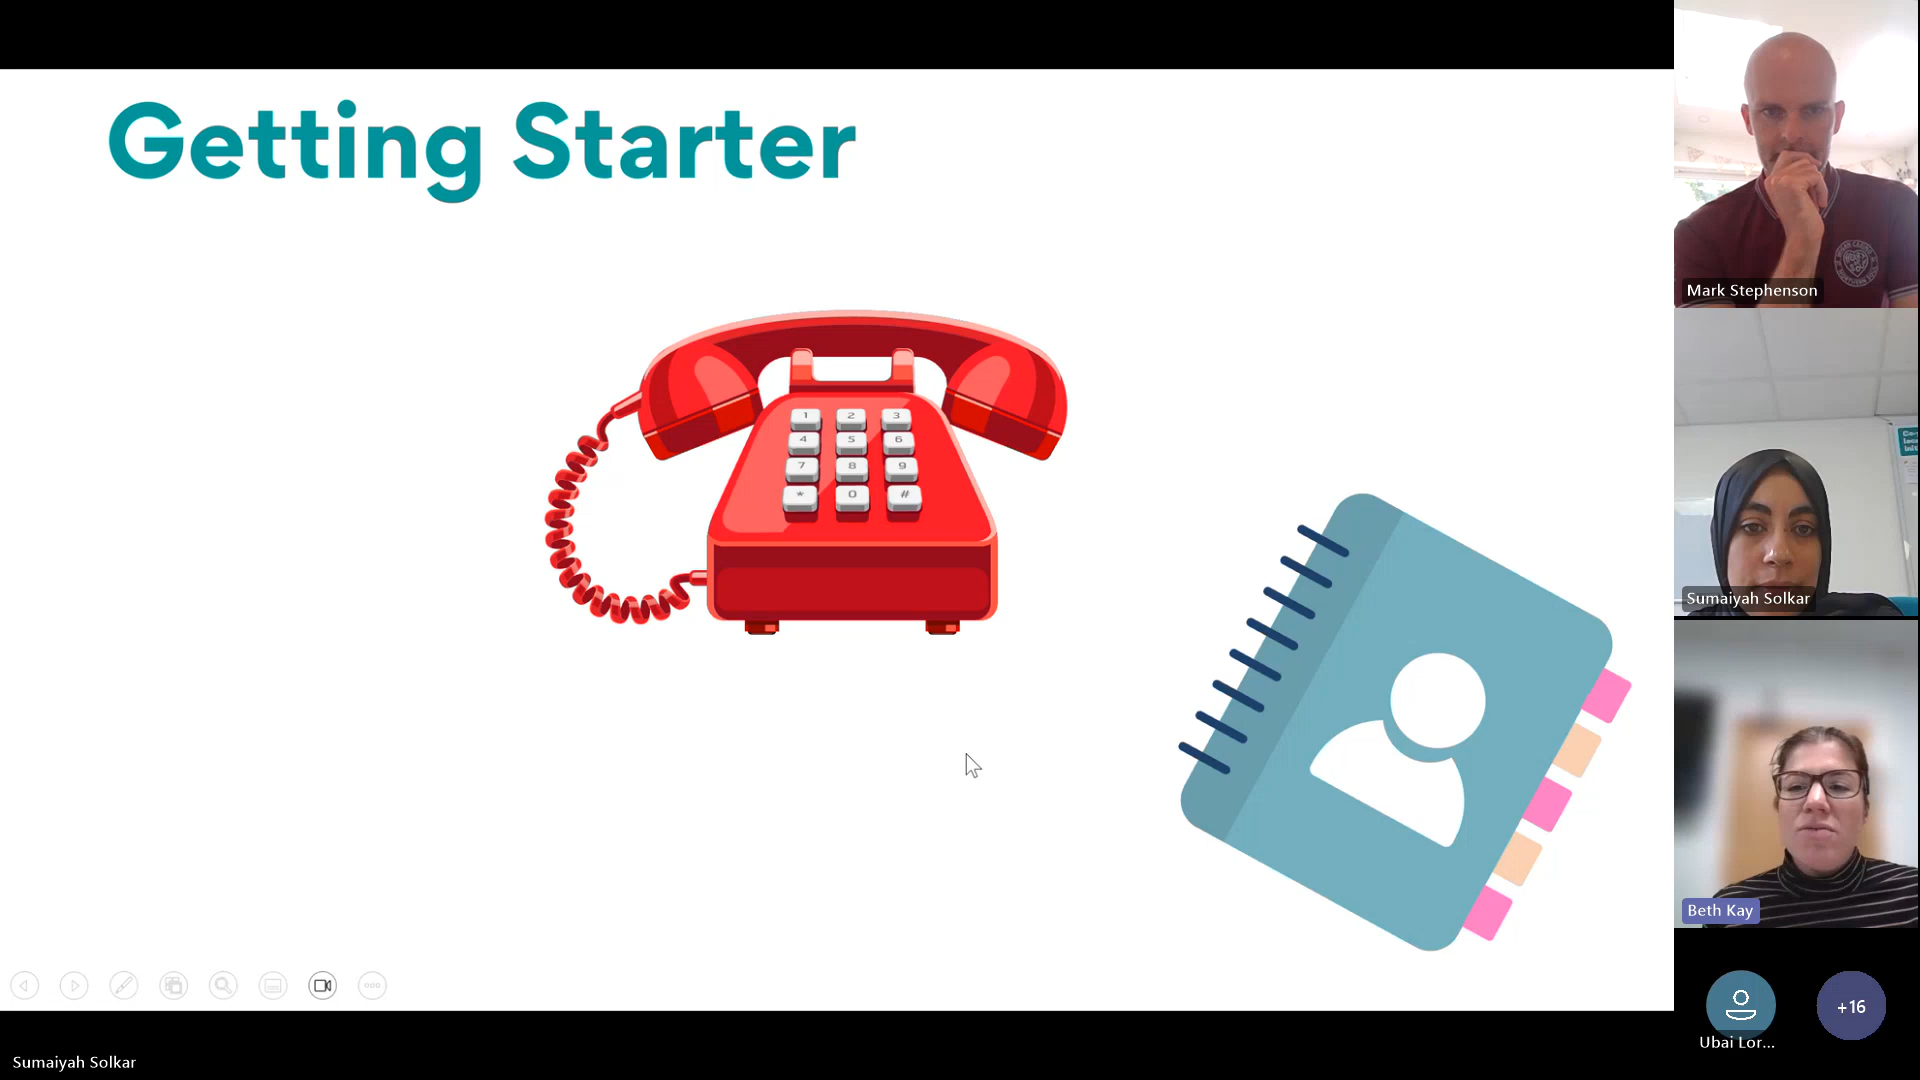 Getting Starter
1 2 3
4 5 6
7 8 9
* 0 #
Mark Stephenson
Sumaiyah Solkar
Beth Kay
Ubai Lor...
+16
Sumaiyah Solkar